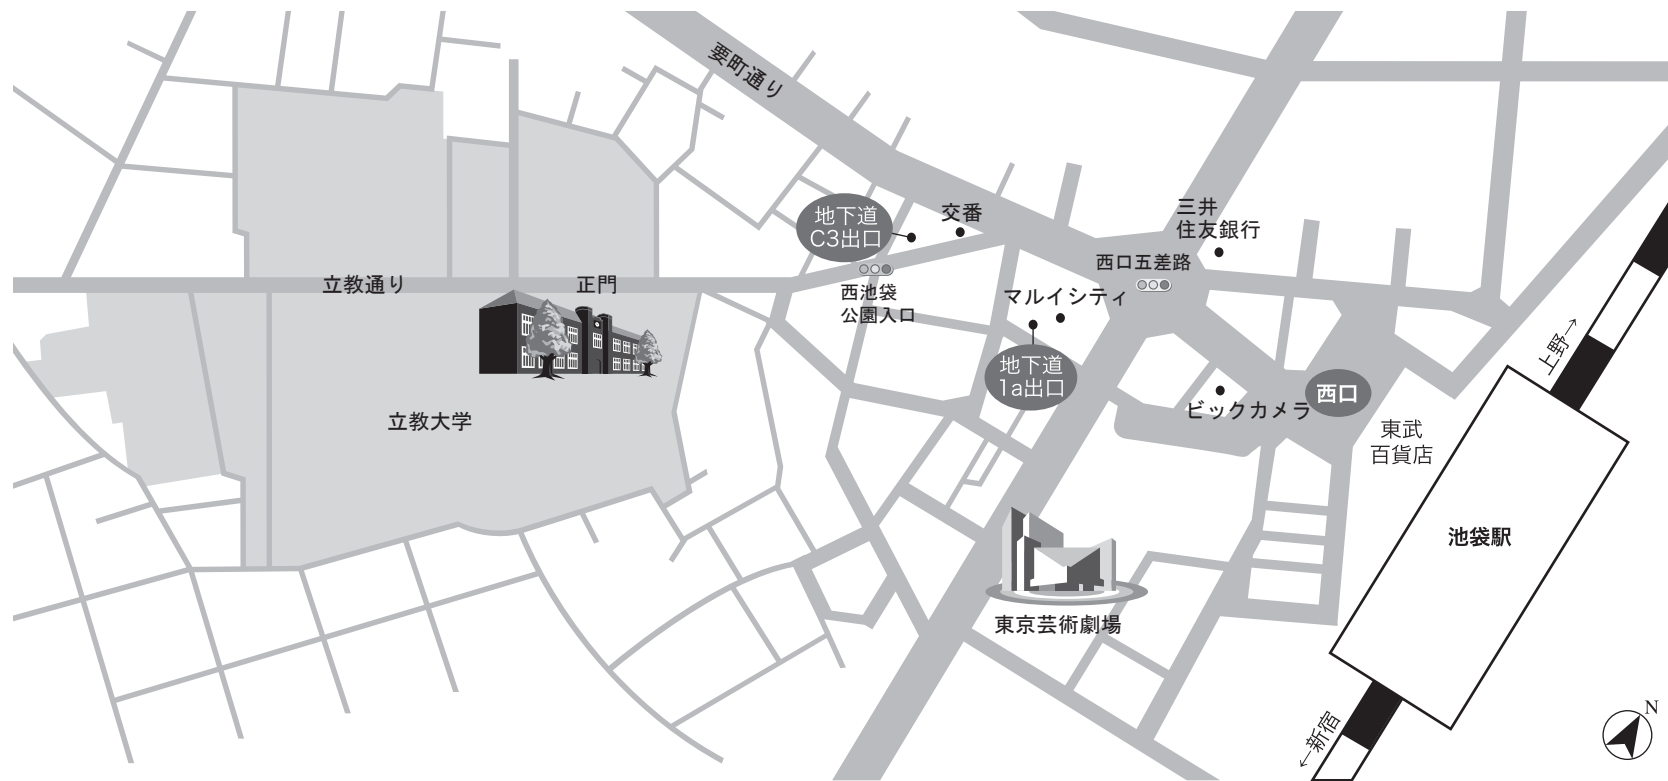 要町通り
地下道
C3出口
交番
三井
住友銀行
西口五差路
立教通り
正門
西池袋
公園入口
マルイシティ
地下道
1a出口
ビックカメラ
西口
上野→
東武
百貨店
立教大学
池袋駅
東京芸術劇場
←新宿
N